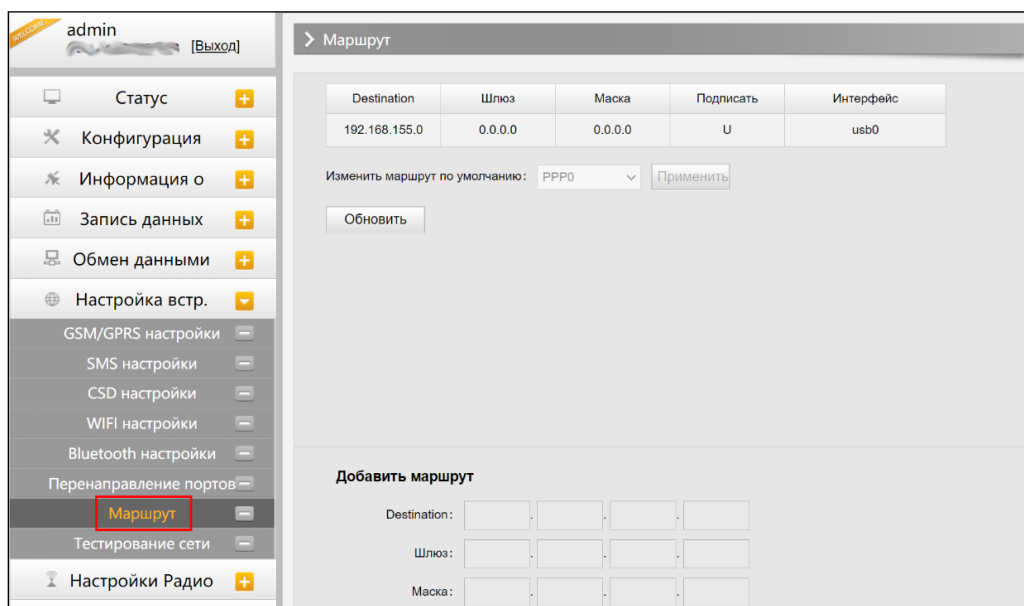 WELCOME
admin
[Выход]
Статус
Конфигурация
Информация о
Запись данных
Обмен данными
Настройка встр.
GSM/GPRS настройки
SMS настройки
CSD настройки
WIFI настройки
Bluetooth настройки
Перенаправление портов
Маршрут
Тестирование сети
Настройки Радио
Маршрут
Destination Шлюз Маска Подписать Интерфейс
192.168.155.0 0.0.0.0 0.0.0.0 U usb0
Изменить маршрут по умолчанию: PPP0 Применить
Обновить
Добавить маршрут
Destination: . . .
Шлюз: . . .
Маска: . . .